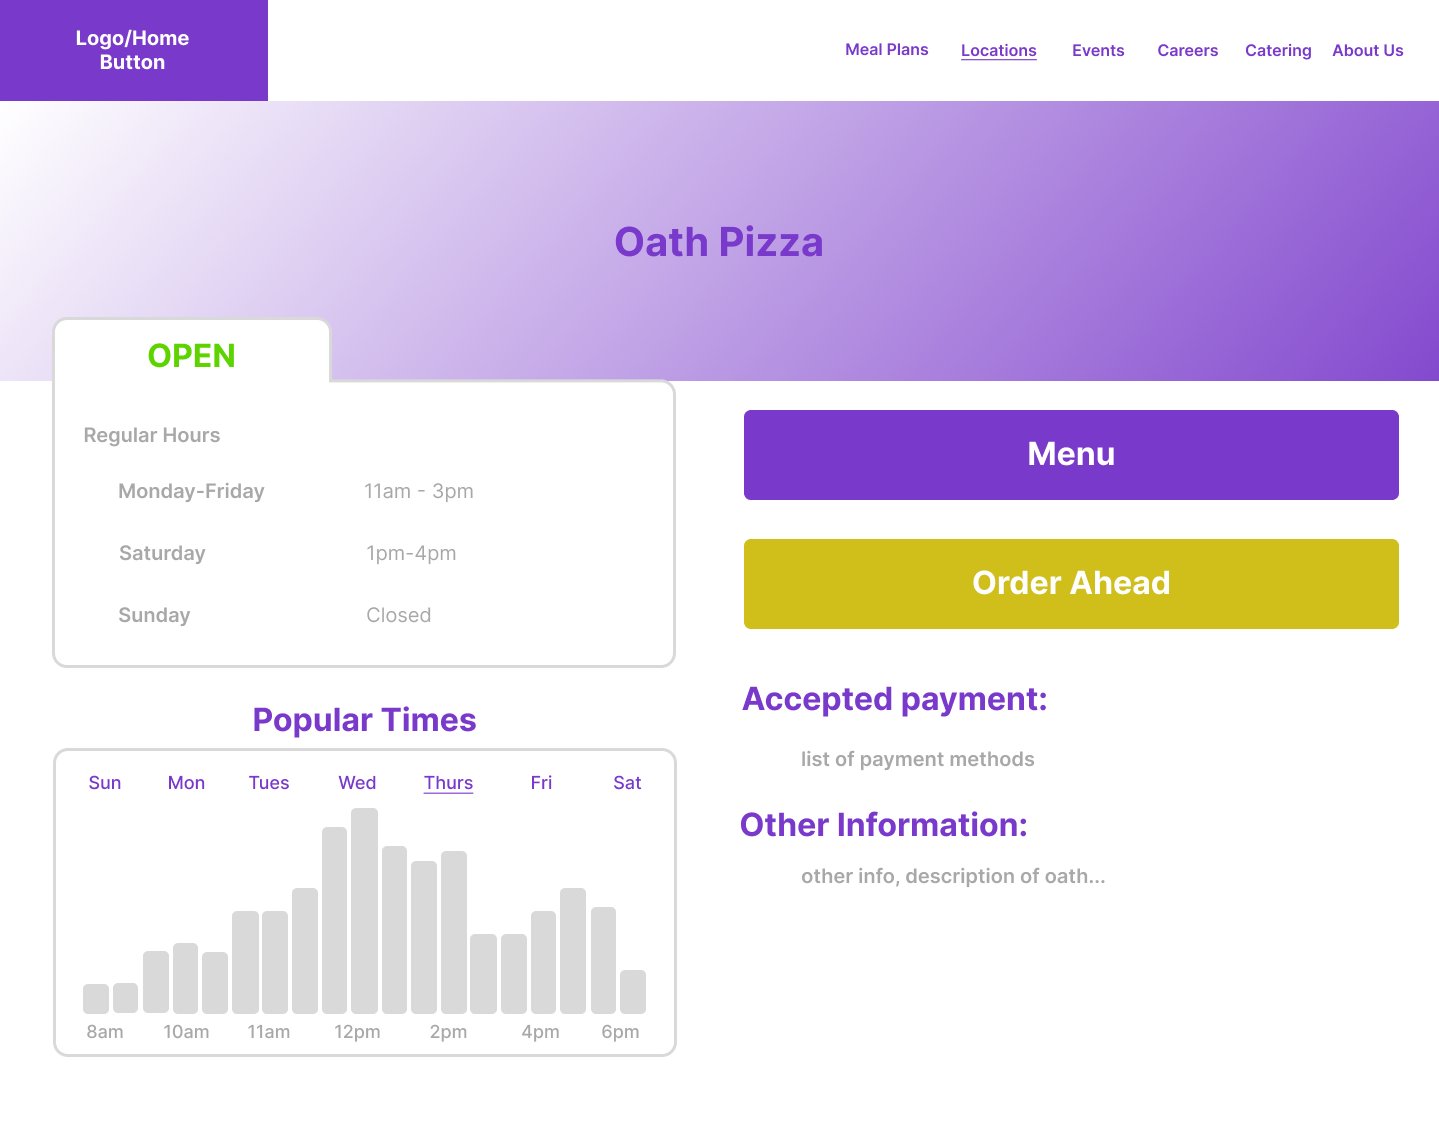 Logo/Home
Button
Meal Plans Locations Events Careers Catering About Us
Oath Pizza
OPEN
Regular Hours
Monday-Friday 11am - 3pm
Saturday 1pm-4pm
Sunday Closed
Menu
Order Ahead
Popular Times
Sun Mon Tues Wed Thurs Fri Sat
8am 10am 11am 12pm 2pm 4pm 6pm
Accepted payment:
list of payment methods
Other Information:
other info, description of oath...